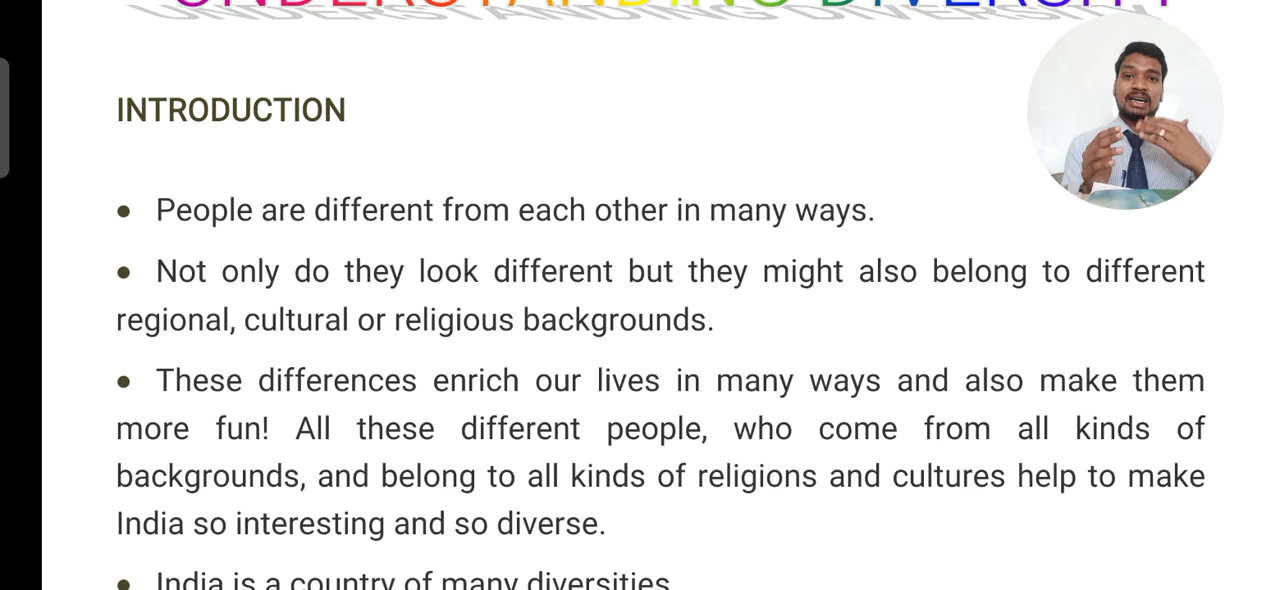 UNDERSTANDING DIVERSITY
INTRODUCTION
• People are different from each other in many ways.
• Not only do they look different but they might also belong to different
regional, cultural or religious backgrounds.
• These differences enrich our lives in many ways and also make them
more fun! All these different people, who come from all kinds of
backgrounds, and belong to all kinds of religions and cultures help to make
India so interesting and so diverse.
• India is a country of many diversities